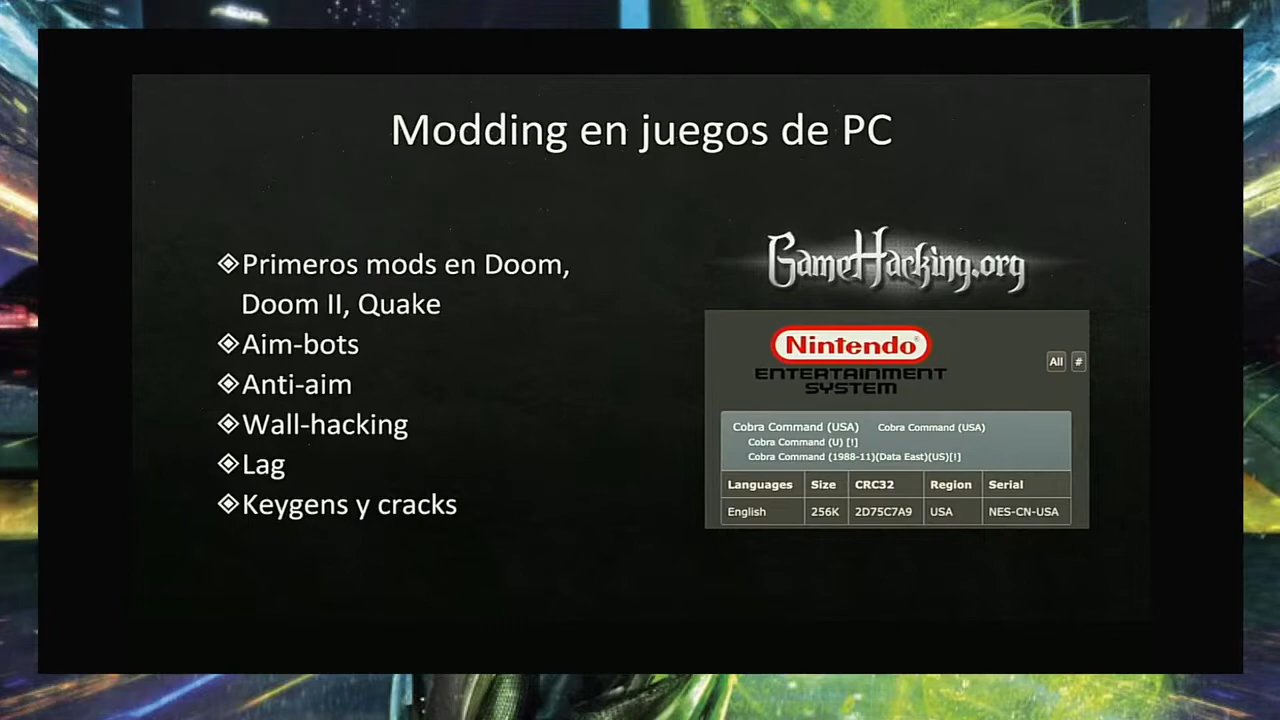 Modding en juegos de PC
Primeros mods en Doom,
Doom II, Quake
Aim-bots
Anti-aim
Wall-hacking
Lag
Keygens y cracks
GameHacking.org
Nintendo®
ENTERTAINMENT
SYSTEM
All #
Cobra Command (USA) Cobra Command (USA)
Cobra Command (U) [!]
Cobra Command (1988-11)(Data East)(US)[!]
Languages Size CRC32 Region Serial
English 256K 2D75C7A9 USA NES-CN-USA